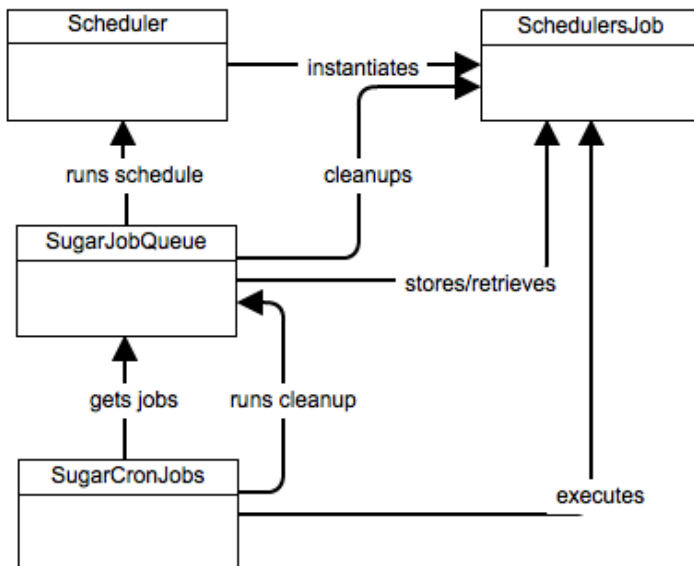 Scheduler
SchedulersJob
instantiates
runs schedule
cleanups
SugarJobQueue
stores/retrieves
gets jobs
runs cleanup
SugarCronJobs
executes